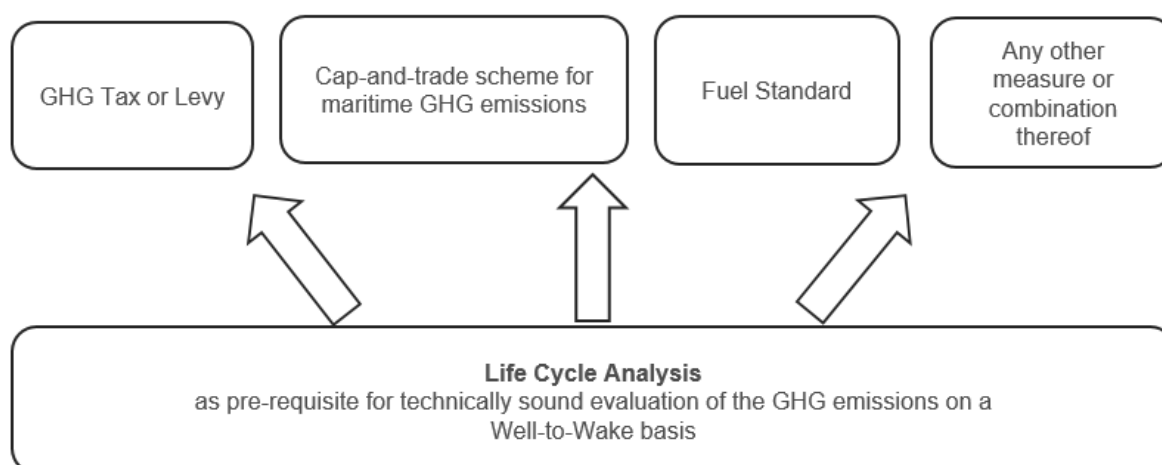 GHG Tax or Levy
Cap-and-trade scheme for
maritime GHG emissions
Fuel Standard
Any other
measure or
combination
thereof
Life Cycle Analysis
as pre-requisite for technically sound evaluation of the GHG emissions on a
Well-to-Wake basis